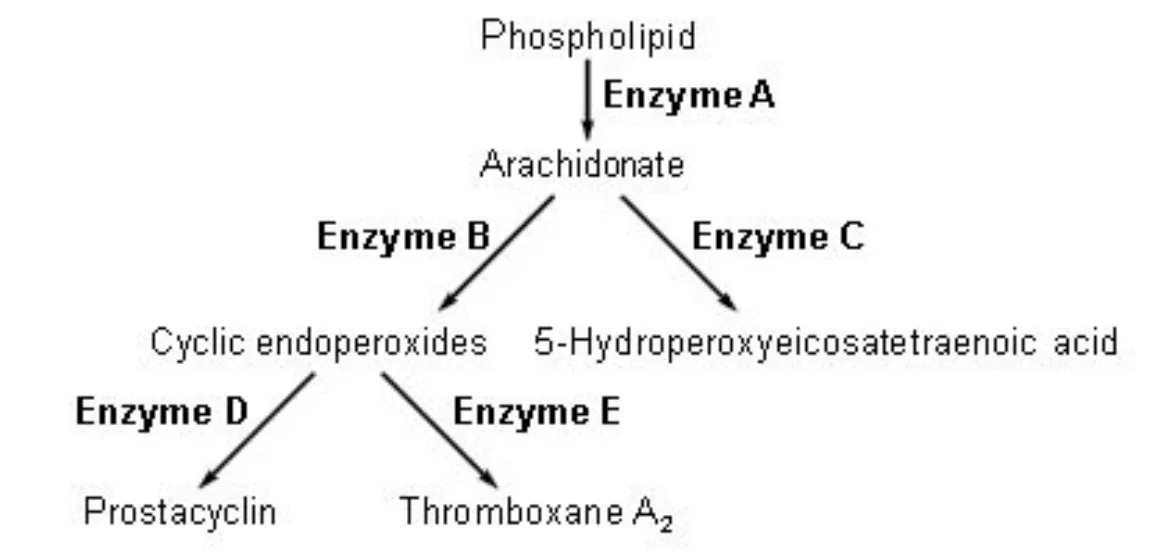 Phospholipid
Enzyme A
Arachidonate
Enzyme B
Enzyme C
Cyclic endoperoxides
5-Hydroperoxyeicosatetraenoic acid
Enzyme D
Enzyme E
Prostacyclin
Thromboxane A₂